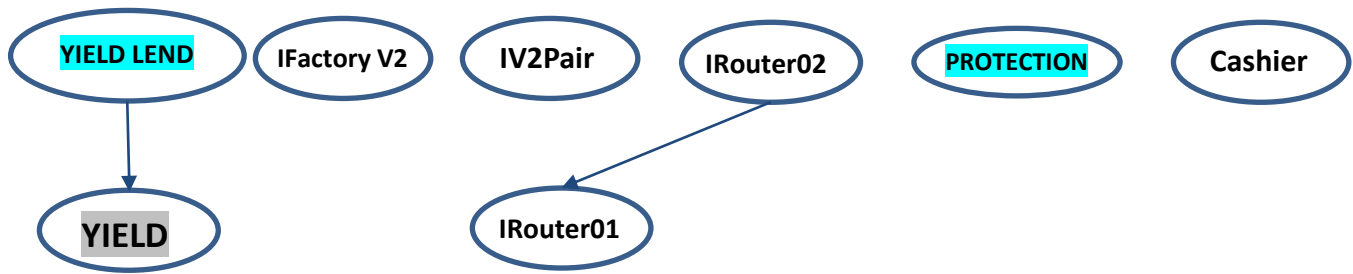 YIELD LEND
IFactory V2
IV2Pair
IRouter02
PROTECTION
Cashier
YIELD
IRouter01